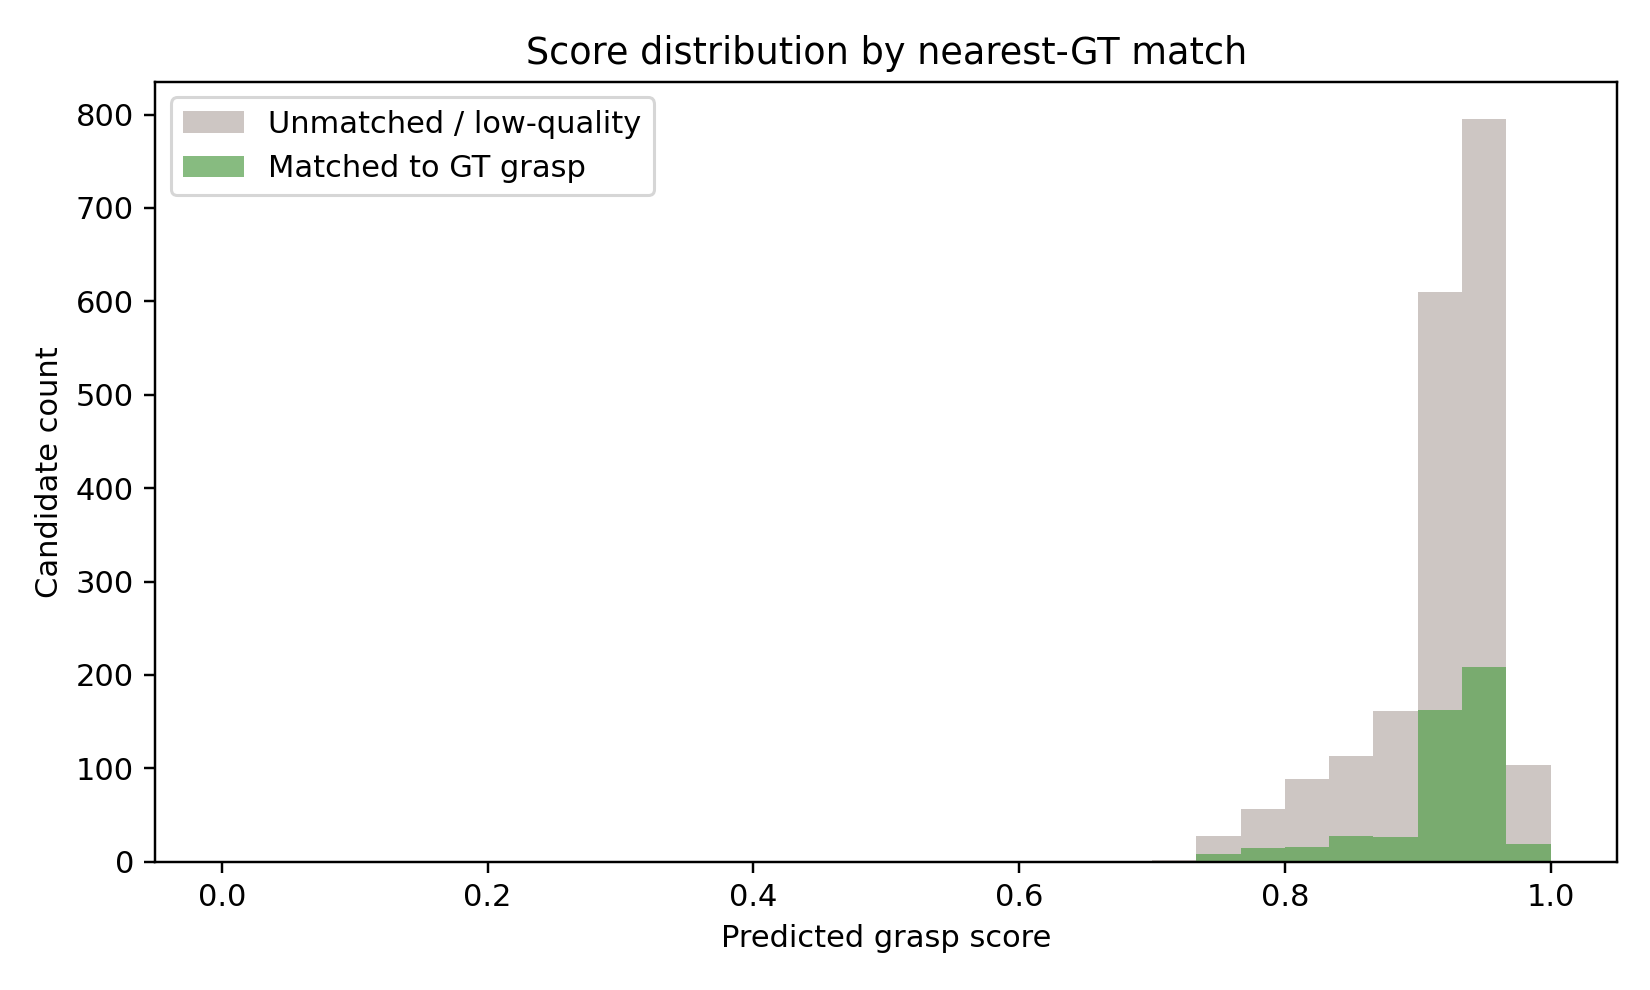 Score distribution by nearest-GT match
Unmatched / low-quality
Matched to GT grasp
Candidate count
800
700
600
500
400
300
200
100
0
0.0 0.2 0.4 0.6 0.8 1.0
Predicted grasp score